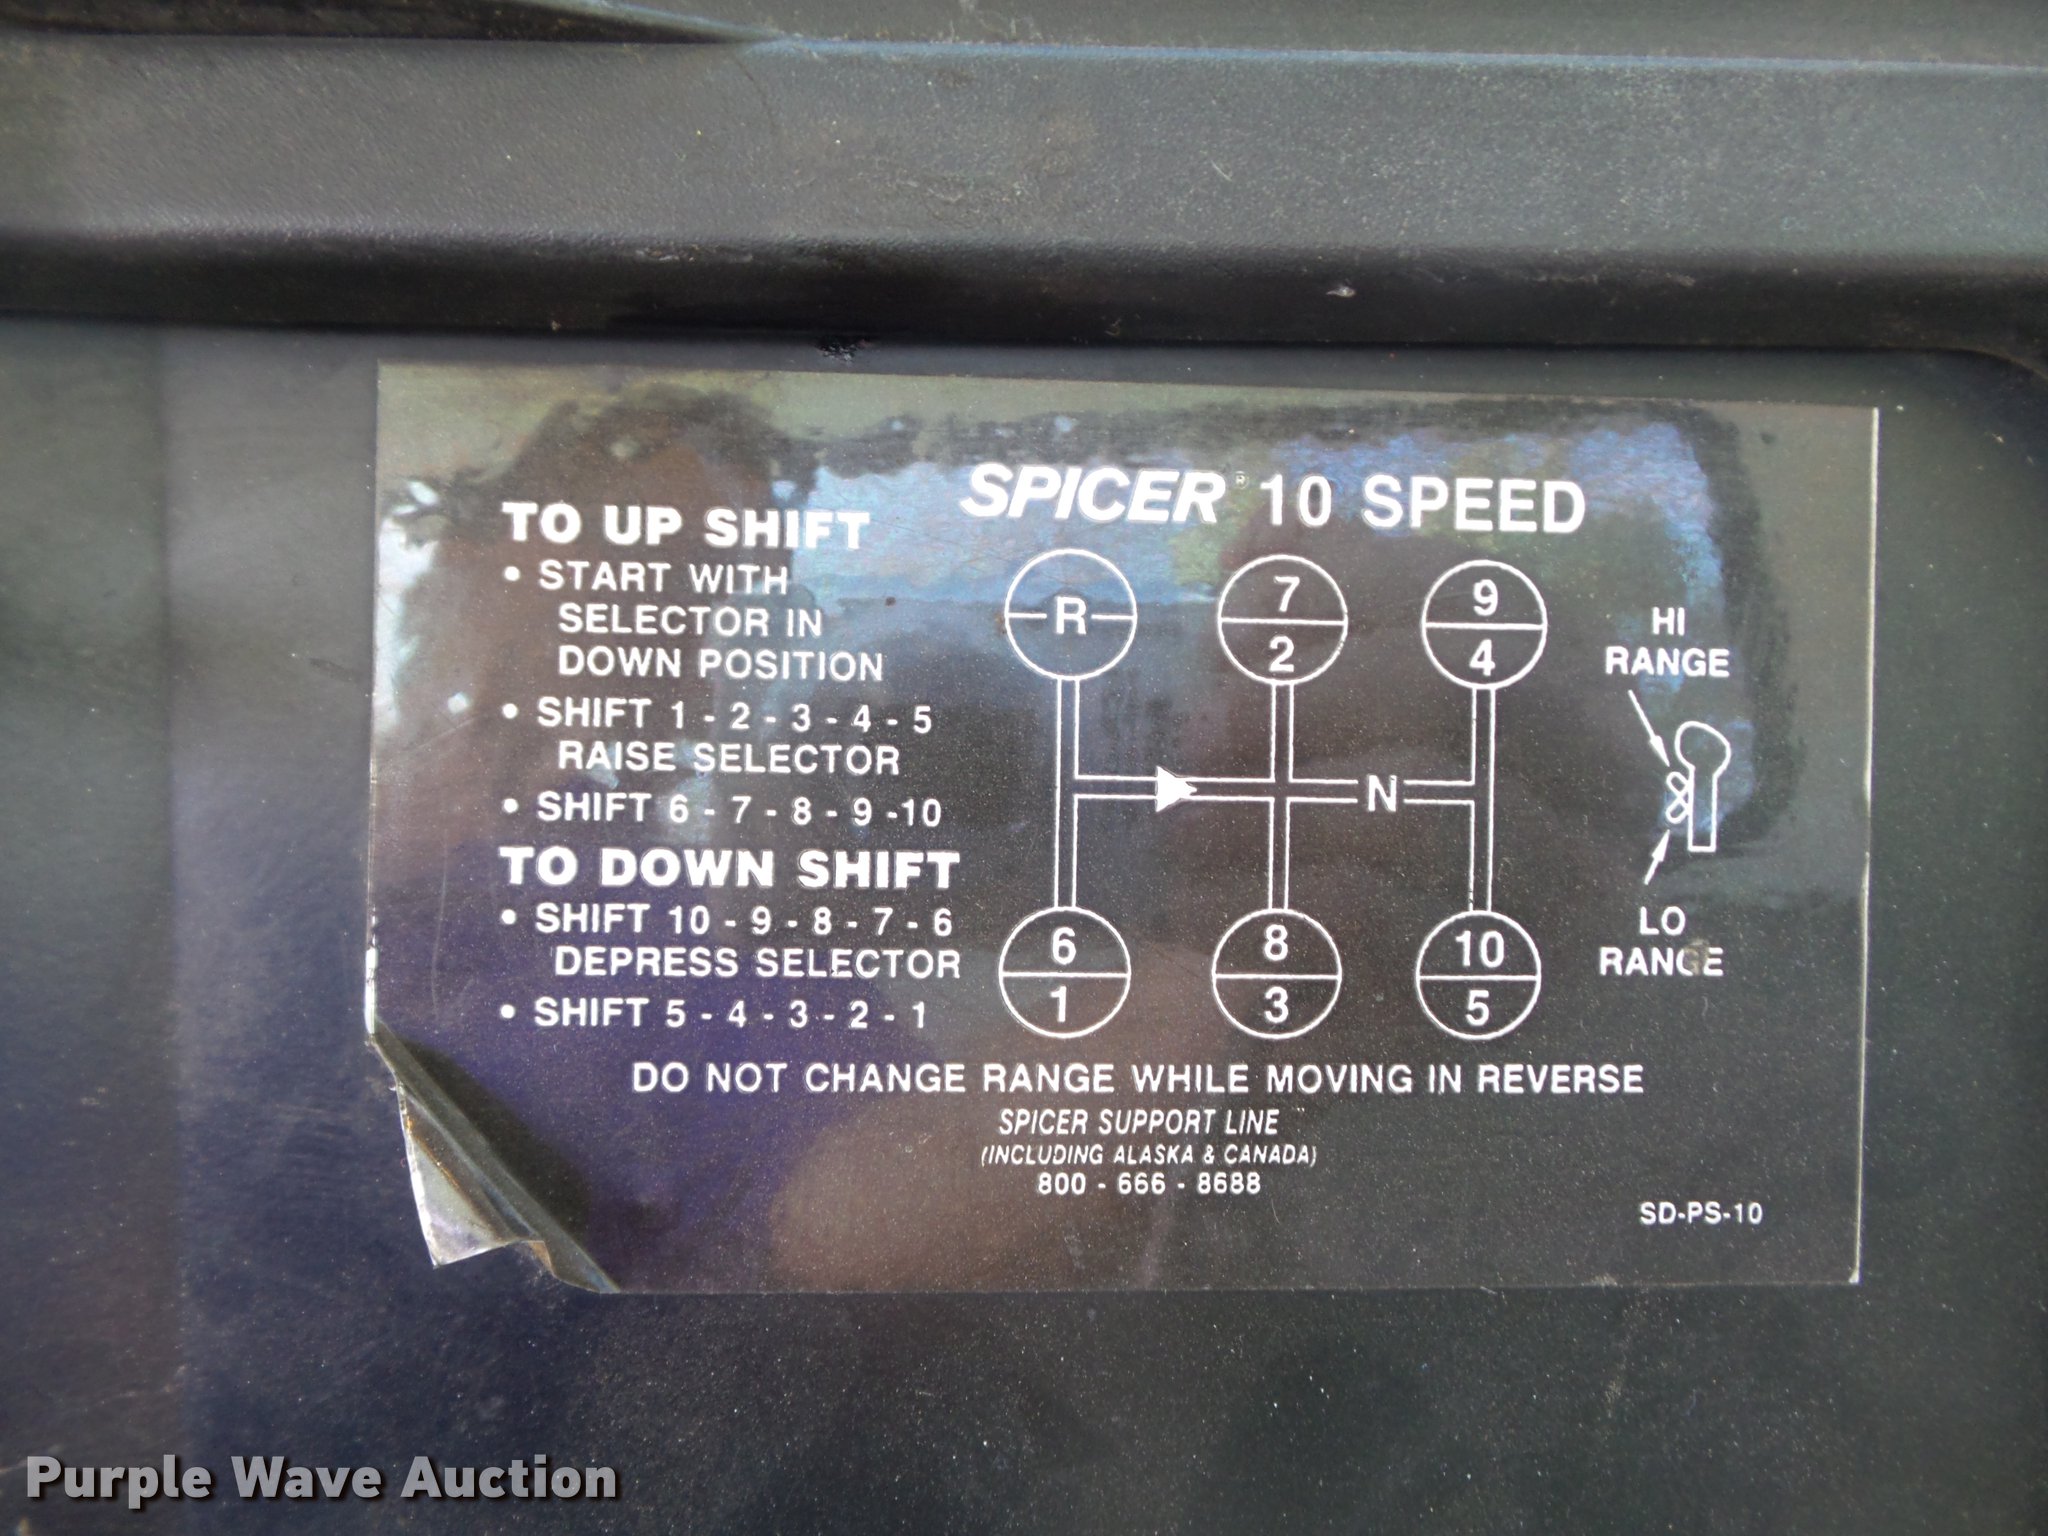 SPICER® 10 SPEED
TO UP SHIFT
• START WITH
SELECTOR IN
DOWN POSITION
• SHIFT 1 - 2 - 3 - 4 - 5
RAISE SELECTOR
• SHIFT 6 - 7 - 8 - 9 -10
TO DOWN SHIFT
• SHIFT 10 - 9 - 8 - 7 - 6
DEPRESS SELECTOR
• SHIFT 5 - 4 - 3 - 2 - 1
R
7
2
9
4
N
6
1
8
3
10
5
HI
RANGE
LO
RANGE
DO NOT CHANGE RANGE WHILE MOVING IN REVERSE
SPICER SUPPORT LINE
(INCLUDING ALASKA & CANADA)
800 - 666 - 8688
SD-PS-10
Purple Wave Auction